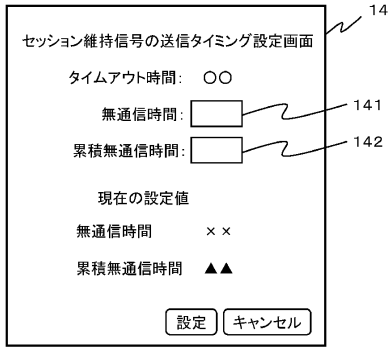 14
セッション維持信号の送信タイミング設定画面
タイムアウト時間： ○○
無通信時間：
141
累積無通信時間：
142
現在の設定値
無通信時間 ××
累積無通信時間 ▲▲
設定 キャンセル